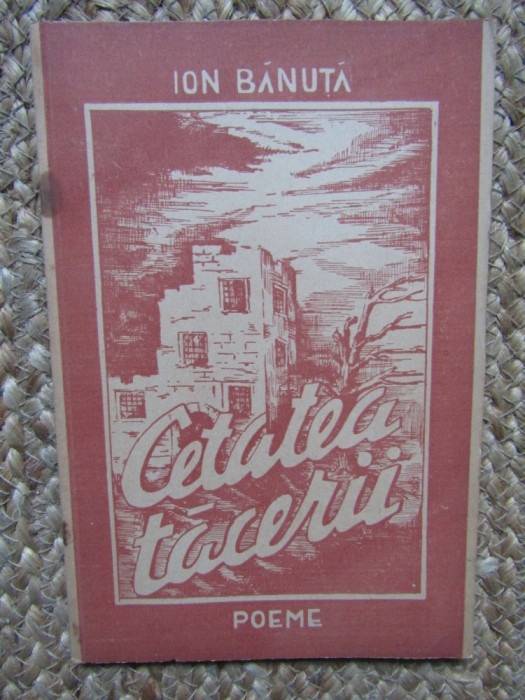 ION BĂNUȚĂ
Cetatea
tăcerii
POEME